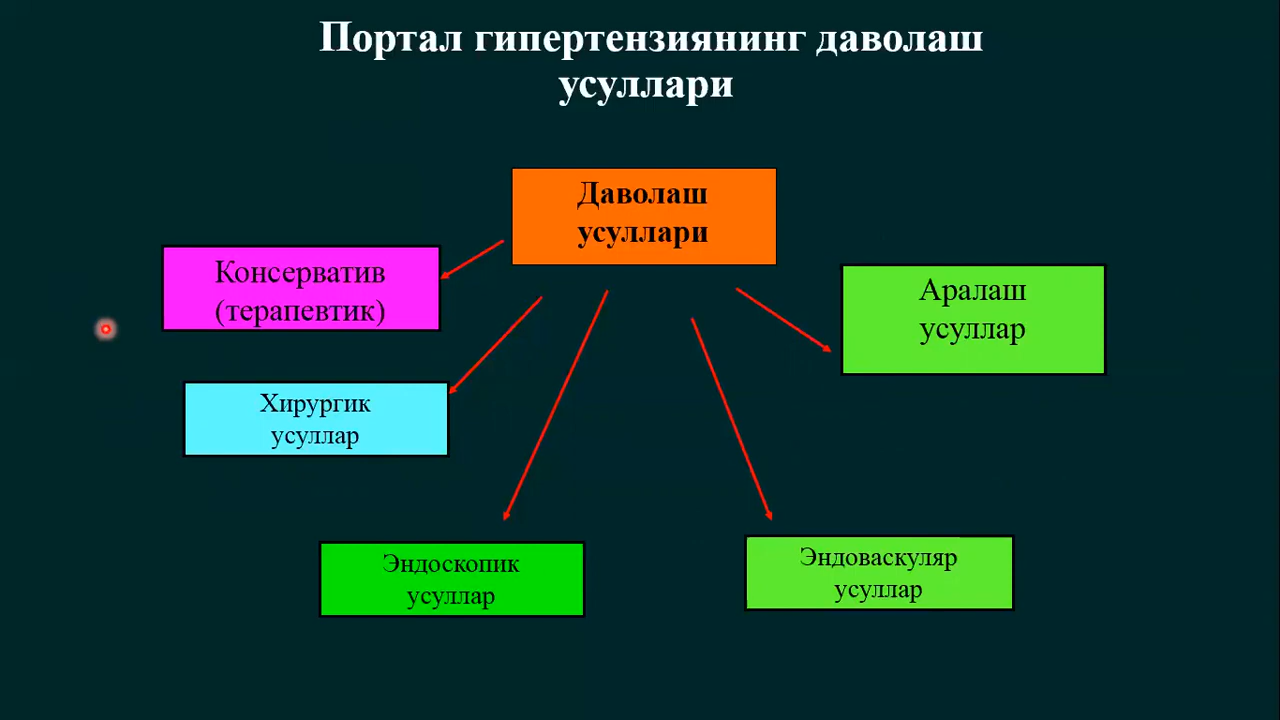 Портал гипертензиянинг даволаш
усуллари
Даволаш
усуллари
Консерватив
(терапевтик)
Аралаш
усуллар
Хирургик
усуллар
Эндоскопик
усуллар
Эндоваскуляр
усуллар